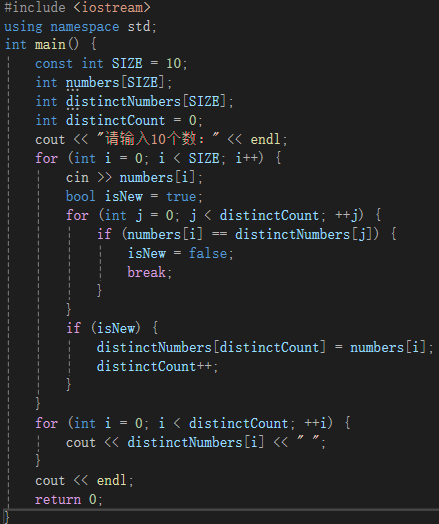 #include <iostream>
using namespace std;
int main() {
    const int SIZE = 10;
    int numbers[SIZE];
    int distinctNumbers[SIZE];
    int distinctCount = 0;
    cout << "请输入10个数：" << endl;
    for (int i = 0; i < SIZE; i++) {
        cin >> numbers[i];
        bool isNew = true;
        for (int j = 0; j < distinctCount; ++j) {
            if (numbers[i] == distinctNumbers[j]) {
                isNew = false;
                break;
            }
        }
        if (isNew) {
            distinctNumbers[distinctCount] = numbers[i];
            distinctCount++;
        }
    }
    for (int i = 0; i < distinctCount; ++i) {
        cout << distinctNumbers[i] << " ";
    }
    cout << endl;
    return 0;
}